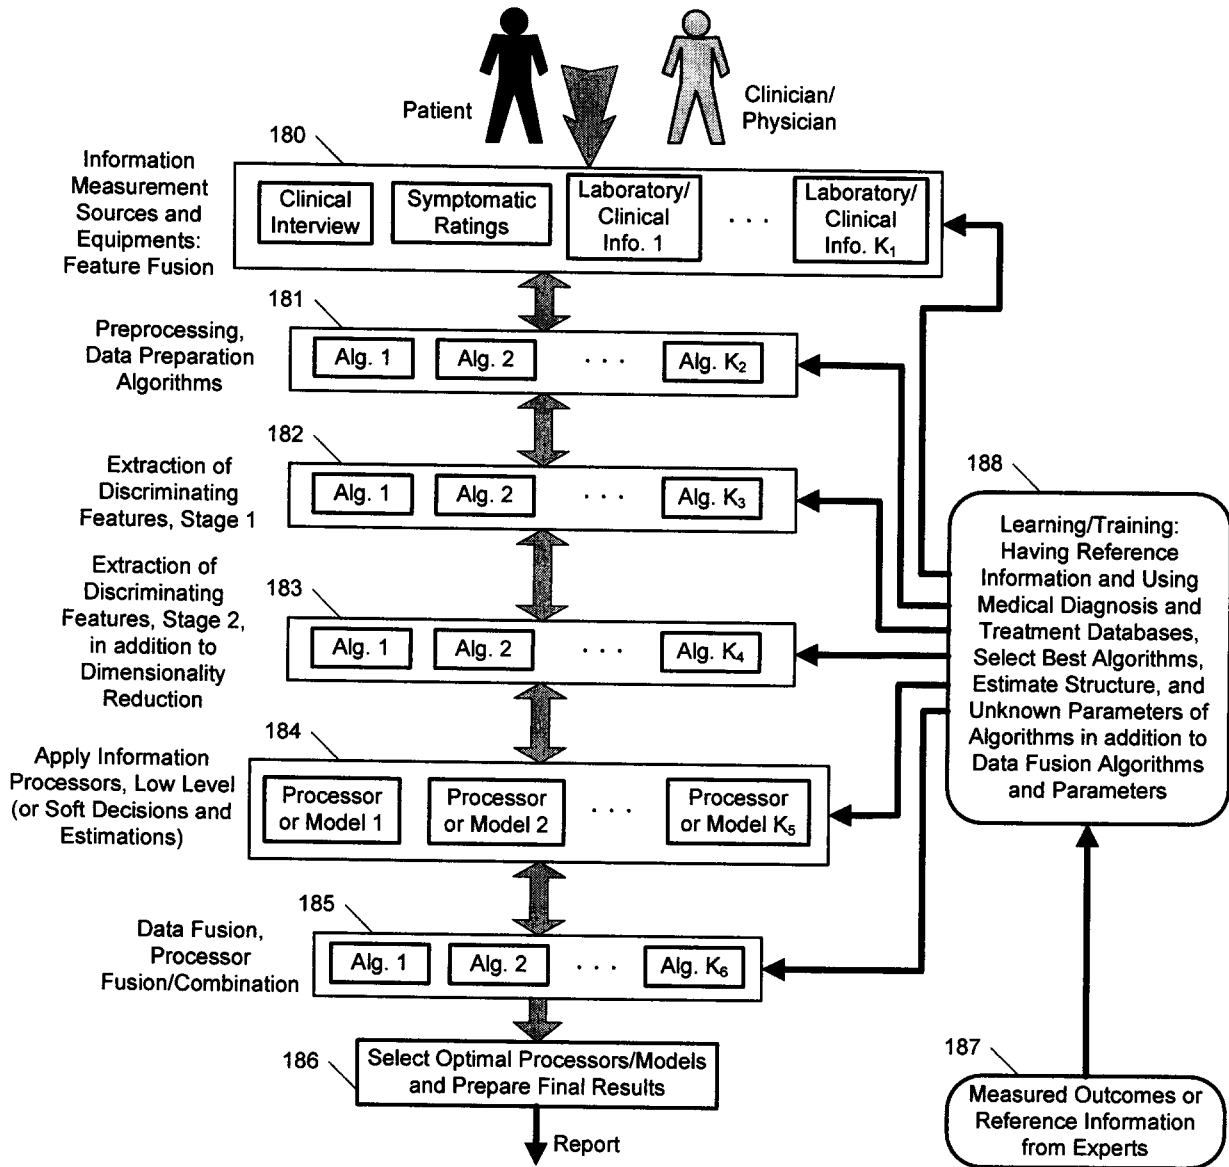 Patient
Clinician/
Physician
180
Information
Measurement
Sources and
Equipments:
Feature Fusion
Clinical
Interview
Symptomatic
Ratings
Laboratory/
Clinical
Info. 1
. . .
Laboratory/
Clinical
Info. K₁
181
Preprocessing,
Data Preparation
Algorithms
Alg. 1
Alg. 2
. . .
Alg. K₂
182
Extraction of
Discriminating
Features, Stage 1
Alg. 1
Alg. 2
. . .
Alg. K₃
183
Extraction of
Discriminating
Features, Stage 2,
in addition to
Dimensionality
Reduction
Alg. 1
Alg. 2
. . .
Alg. K₄
184
Apply Information
Processors, Low Level
(or Soft Decisions and
Estimations)
Processor
or Model 1
Processor
or Model 2
. . .
Processor
or Model K₅
185
Data Fusion,
Processor
Fusion/Combination
Alg. 1
Alg. 2
. . .
Alg. K₆
186
Select Optimal Processors/Models
and Prepare Final Results
Report
188
Learning/Training:
Having Reference
Information and Using
Medical Diagnosis and
Treatment Databases,
Select Best Algorithms,
Estimate Structure, and
Unknown Parameters of
Algorithms in addition to
Data Fusion Algorithms
and Parameters
187
Measured Outcomes or
Reference Information
from Experts